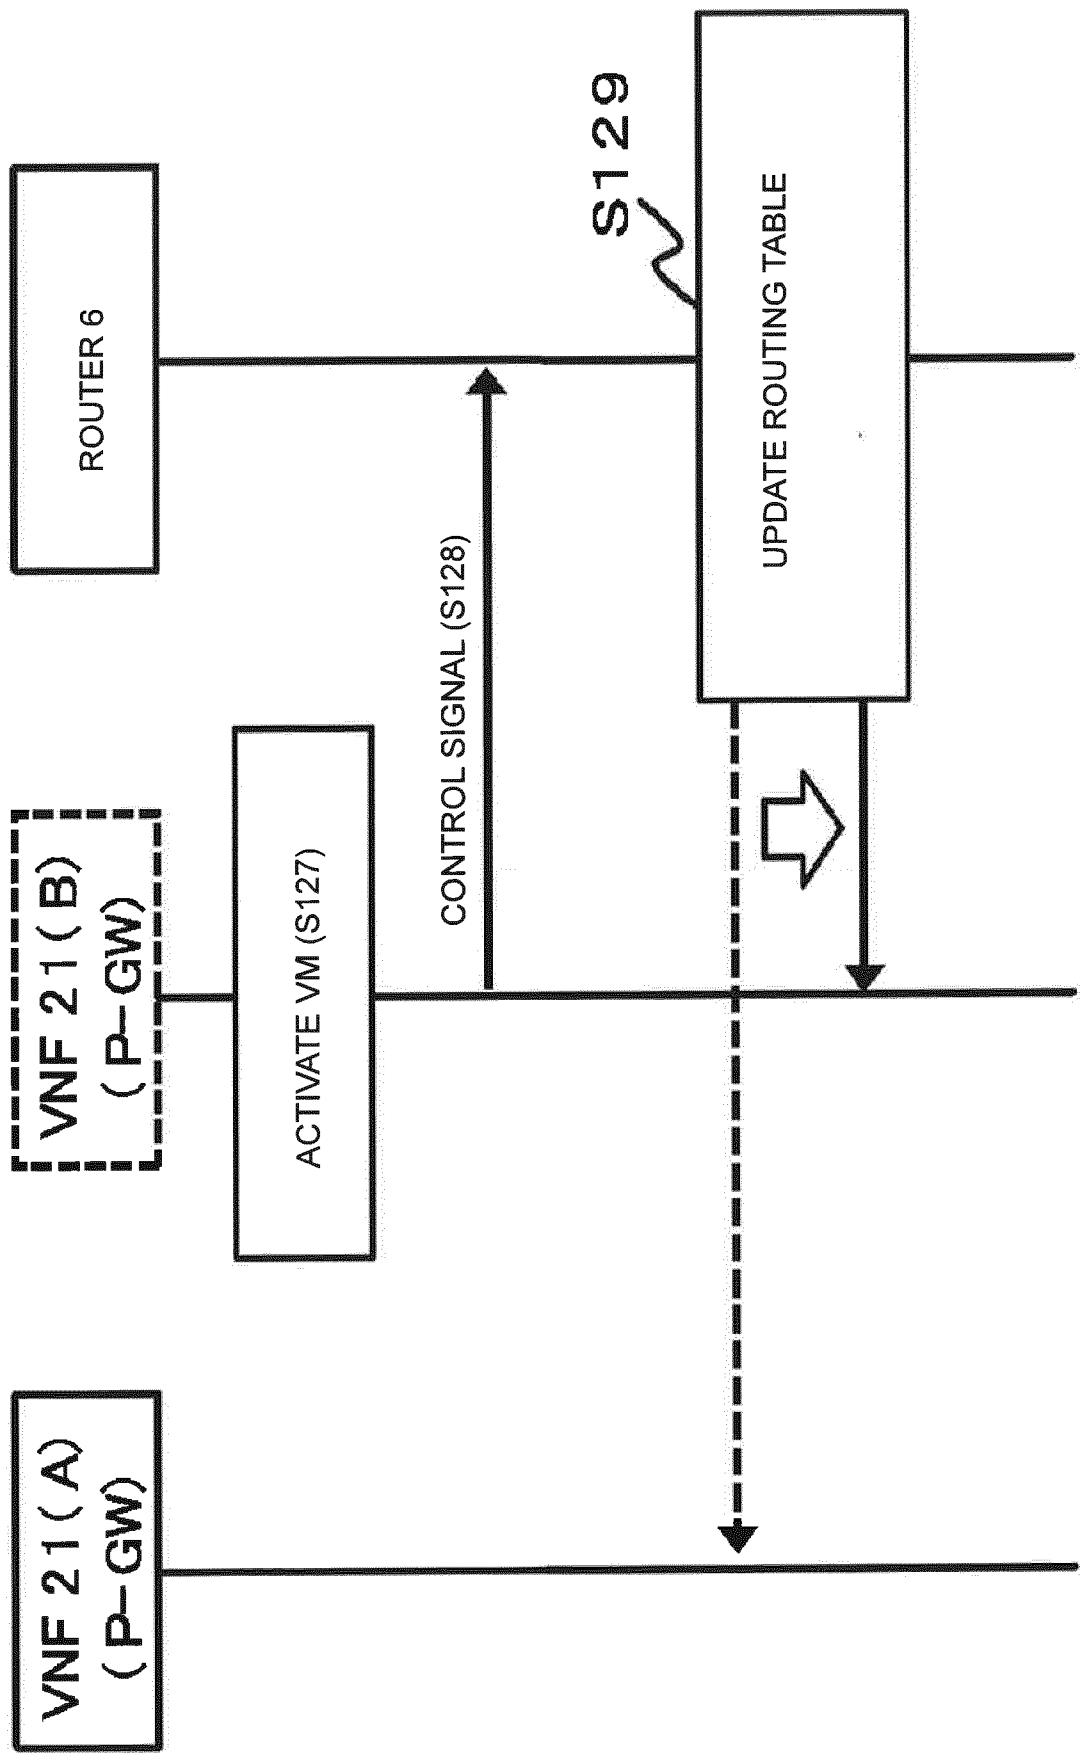 VNF 21(A)
(P-GW)
VNF 21(B)
(P-GW)
ROUTER 6
ACTIVATE VM (S127)
CONTROL SIGNAL (S128)
S129
UPDATE ROUTING TABLE